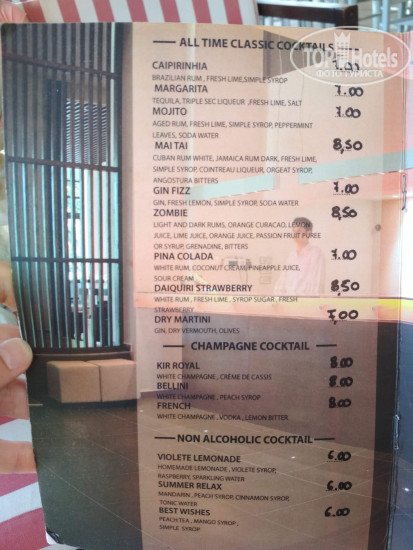 ALL TIME CLASSIC COCKTAILS
TOPHotels
ФОТО ТУРИСТА
CAIPIRINHIA 7.00
BRAZILIAN RUM , FRESH LIME,SIMPLE SYROP
MARGARITA 7.00
TEQUILA, TRIPLE SEC LIQUEUR ,FRESH LIME, SALT
MOJITO 7.00
AGED RUM, FRESH LIME, SIMPLE SYROP, PEPPERMINT
LEAVES, SODA WATER
MAI TAI 8,50
CUBAN RUM WHITE, JAMAICA RUM DARK, FRESH LIME,
SIMPLE SYROP, COINTREAU LIQUEUR, ORGEAT SYROP,
ANGOSTURA BITTERS
GIN FIZZ 7.00
GIN, FRESH LEMON, SIMPLE SYROP, SODA WATER
ZOMBIE 8,50
LIGHT AND DARK RUMS, ORANGE CURACAO, LEMON
JUICE, LIME JUICE, ORANGE JUICE, PASSION FRUIT PUREE
OR SYRUP, GRENADINE, BITTERS
PINA COLADA 7.00
WHITE RUM, COCONUT CREAM, PINEAPPLE JUICE,
SOUR CREAM
DAIQUIRI STRAWBERRY 8,50
WHITE RUM , FRESH LIME , SYROP SUGAR , FRESH
STRAWBERRY
DRY MARTINI 7,00
GIN, DRY VERMOUTH, OLIVES
CHAMPAGNE COCKTAIL
KIR ROYAL 8.00
WHITE CHAMPAGNE , CRÈME DE CASSIS
BELLINI 8.00
WHITE CHAMPAGNE , PEACH SYROP
FRENCH 8.00
WHITE CHAMPAGNE , VODKA , LEMON BITTER
NON ALCOHOLIC COCKTAIL
VIOLETE LEMONADE 6.00
HOMEMADE LEMONADE , VIOLETE SYROP,
RASPBERRY, SPARKLING WATER
SUMMER RELAX 6.00
MANDARIN , PEACH SYROP, CINNAMON SYROP,
TONIC WATER
BEST WISHES 6.00
PEACH TEA , MANGO SYROP ,
SIMPLE SYROP